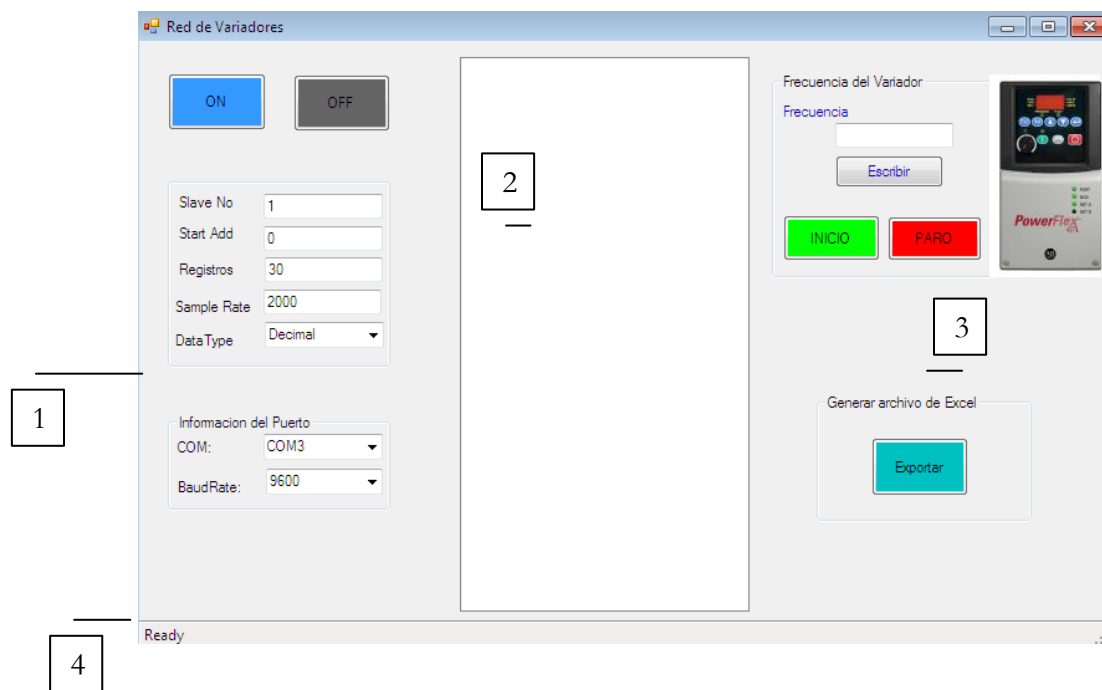 Red de Variadores
ON
OFF
Slave No 1
Start Add 0
Registros 30
Sample Rate 2000
DataType Decimal
1
Informacion del Puerto
COM: COM3
BaudRate: 9600
2
Frecuencia del Variador
Frecuencia
Escribir
INICIO
PARO
PowerFlex
3
Generar archivo de Excel
Exportar
Ready
4